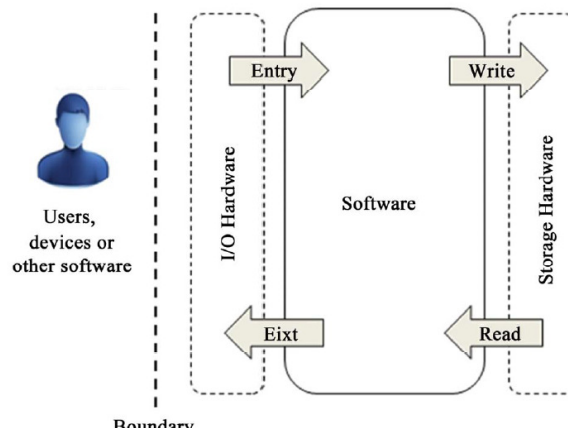 Entry
Write
Users,
devices or
other software
I/O Hardware
Software
Storage Hardware
Eixt
Read
Boundary